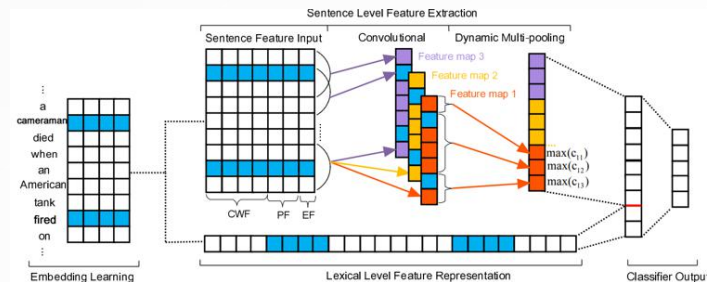 Sentence Level Feature Extraction
Sentence Feature Input
Convolutional
Dynamic Multi-pooling
Feature map 3
Feature map 2
Feature map 1
...
a
cameraman
died
when
an
American
tank
fired
on
...
max(c₁₁)
max(c₁₂)
max(c₁₃)
CWF
PF
EF
Embedding Learning
Lexical Level Feature Representation
Classifier Output